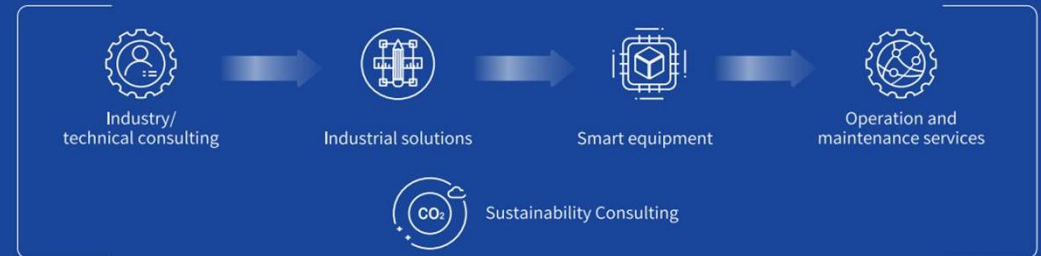 Industry/
technical consulting
Industrial solutions
Smart equipment
Operation and
maintenance services
CO₂
Sustainability Consulting